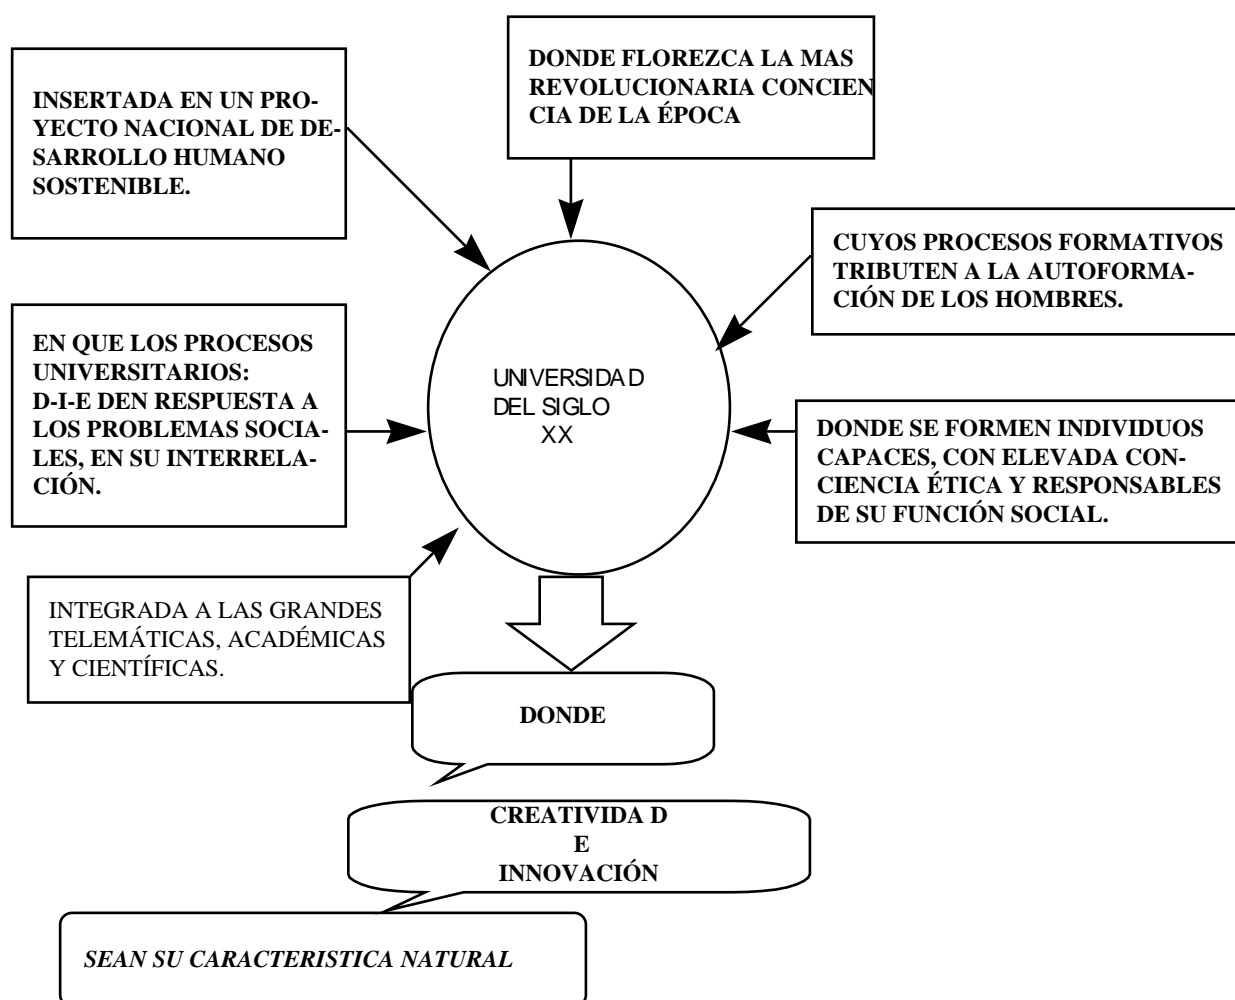 DONDE FLOREZCA LA MAS
REVOLUCIONARIA CONCIEN
CIA DE LA ÉPOCA
INSERTADA EN UN PRO-
YECTO NACIONAL DE DE-
SARROLLO HUMANO
SOSTENIBLE.
CUYOS PROCESOS FORMATIVOS
TRIBUTEN A LA AUTOFORMA-
CIÓN DE LOS HOMBRES.
EN QUE LOS PROCESOS
UNIVERSITARIOS:
D-I-E DEN RESPUESTA A
LOS PROBLEMAS SOCIA-
LES, EN SU INTERRELA-
CIÓN.
UNIVERSIDAD
DEL SIGLO
XX
DONDE SE FORMEN INDIVIDUOS
CAPACES, CON ELEVADA CON-
CIENCIA ÉTICA Y RESPONSABLES
DE SU FUNCIÓN SOCIAL.
INTEGRADA A LAS GRANDES
TELEMÁTICAS, ACADÉMICAS
Y CIENTÍFICAS.
DONDE
CREATIVIDA D
E
INNOVACIÓN
SEAN SU CARACTERISTICA NATURAL